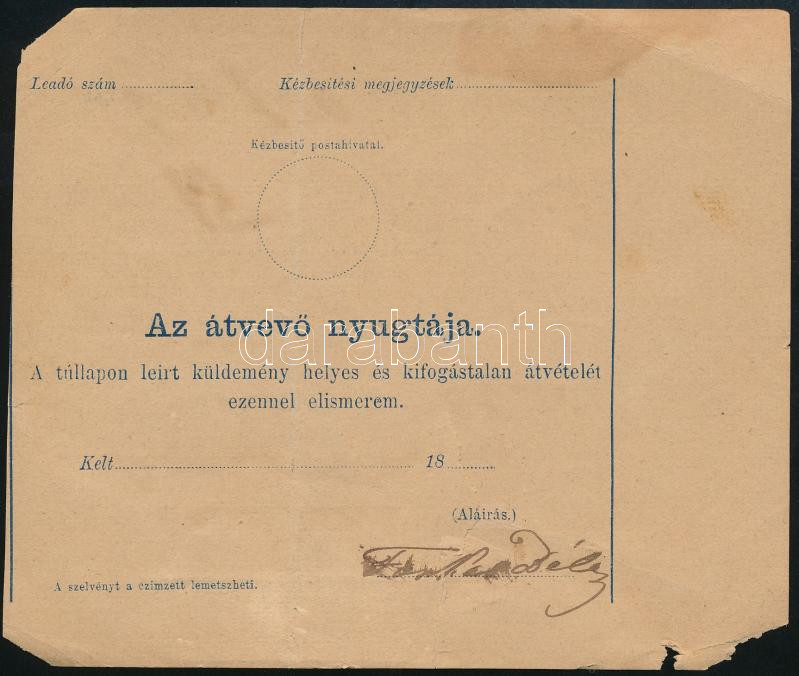 Leadó szám
Kézbesitési megjegyzések
Kézbesitő postahivatal.
Az átvevő nyugtája.
darabanth
A túllapon leirt küldemény helyes és kifogástalan átvételét
ezennel elismerem.
Kelt 18
(Aláirás.)
Béla
A szelvényt a czimzett lemetszheti.